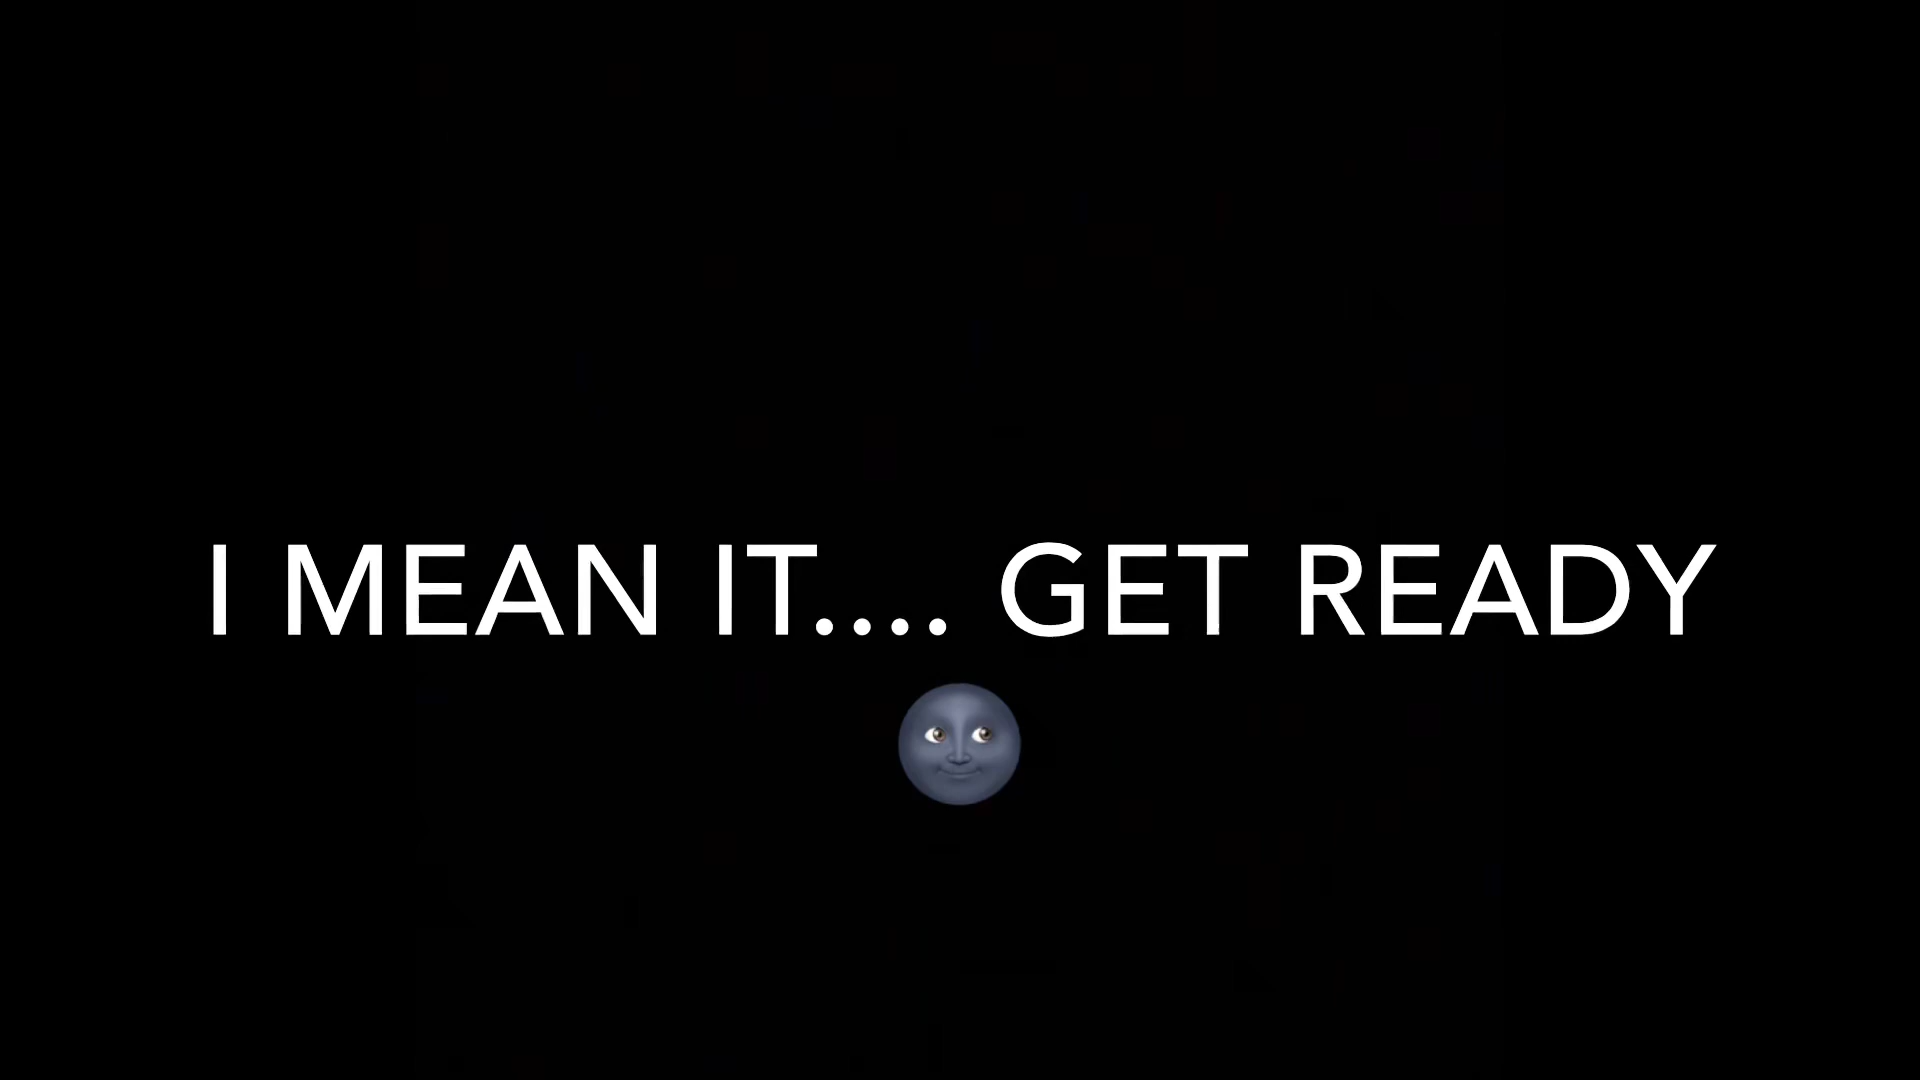 I MEAN IT.... GET READY
🌚